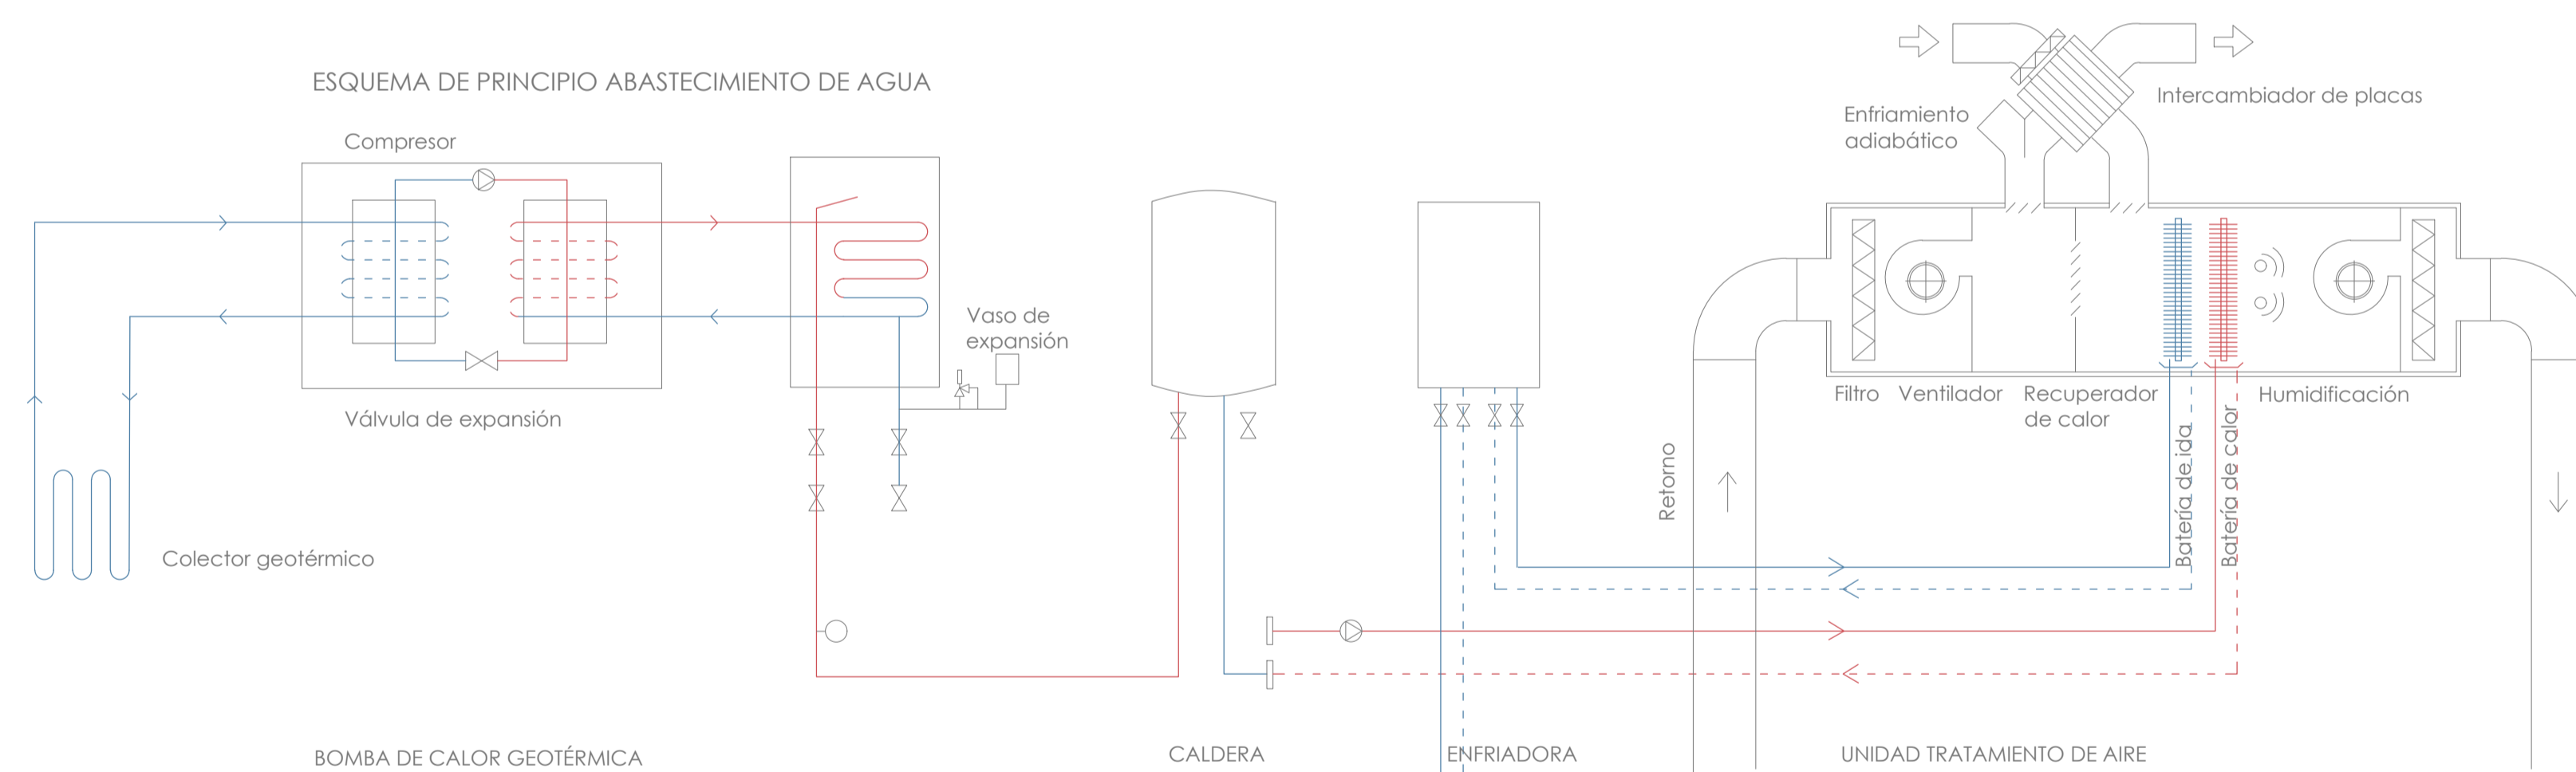 ESQUEMA DE PRINCIPIO ABASTECIMIENTO DE AGUA
Compresor
Válvula de expansión
Colector geotérmico
Vaso de
expansión
BOMBA DE CALOR GEOTÉRMICA
CALDERA
ENFRIADORA
Enfriamiento
adiabático
Intercambiador de placas
Filtro
Ventilador
Recuperador
de calor
Humidificación
Retorno
Batería de ida
Batería de calor
UNIDAD TRATAMIENTO DE AIRE